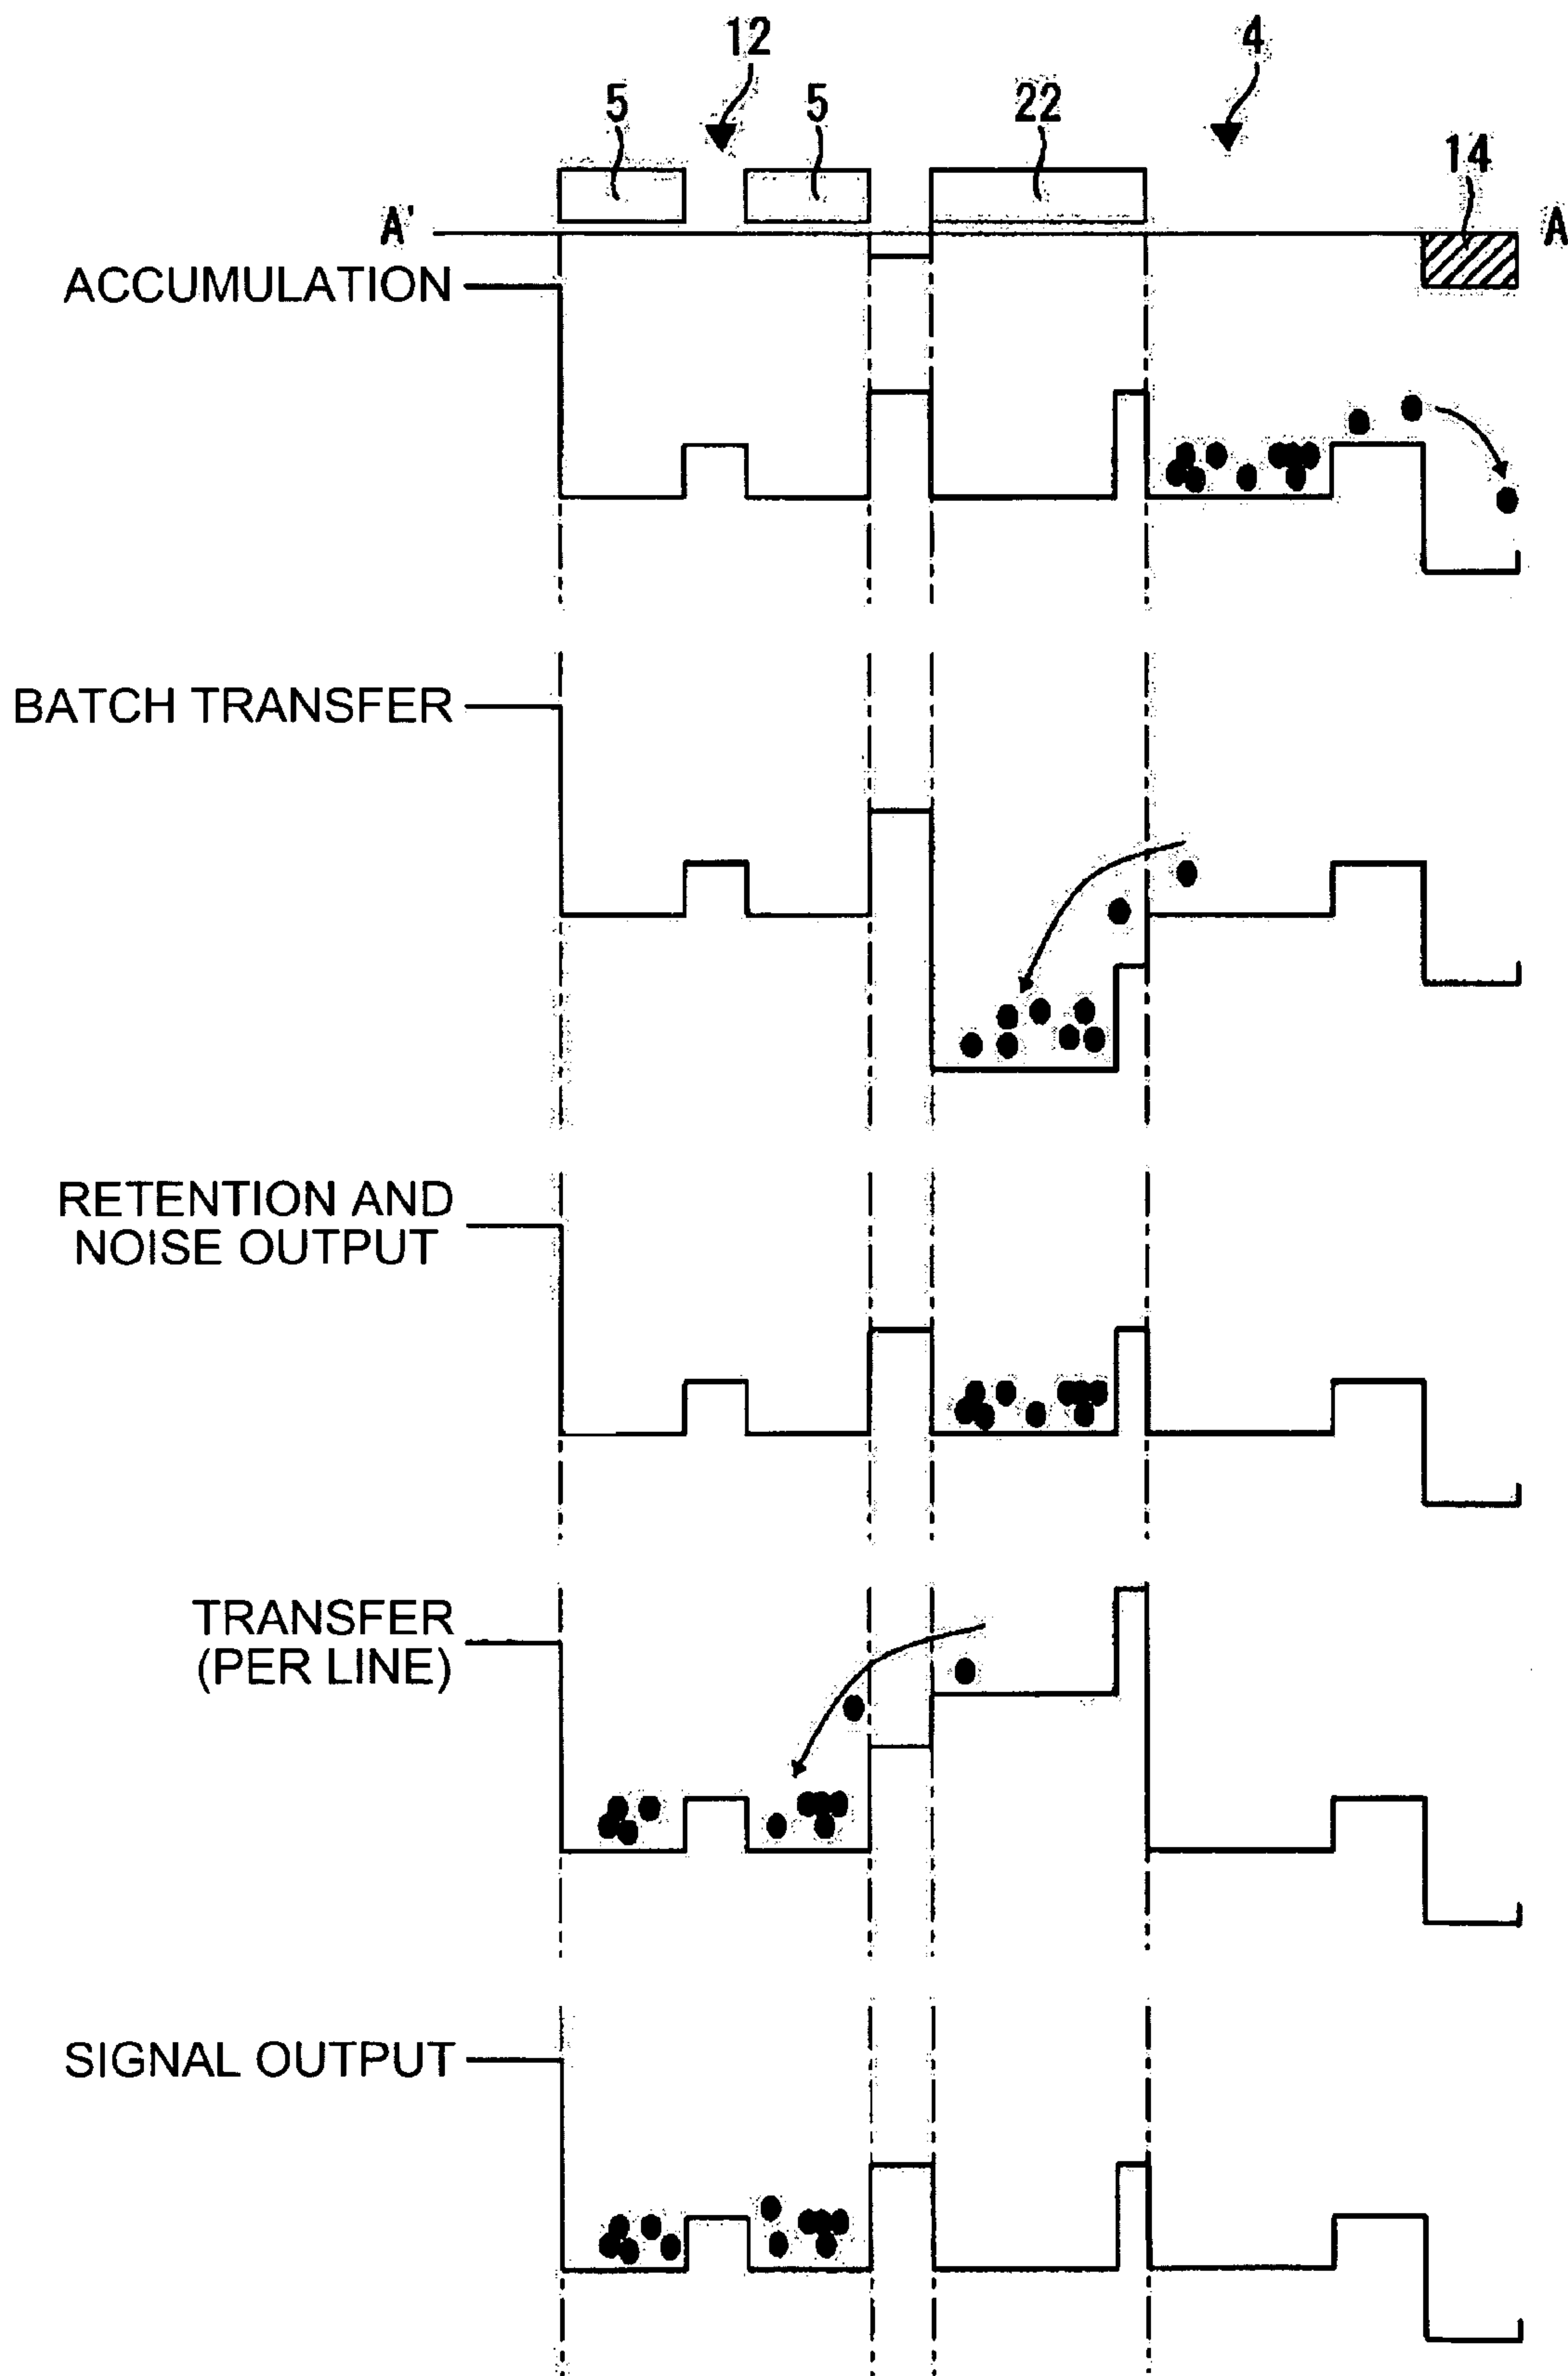 12
4
5
5
22
14
A'
A
ACCUMULATION
BATCH TRANSFER
RETENTION AND
NOISE OUTPUT
TRANSFER
(PER LINE)
SIGNAL OUTPUT